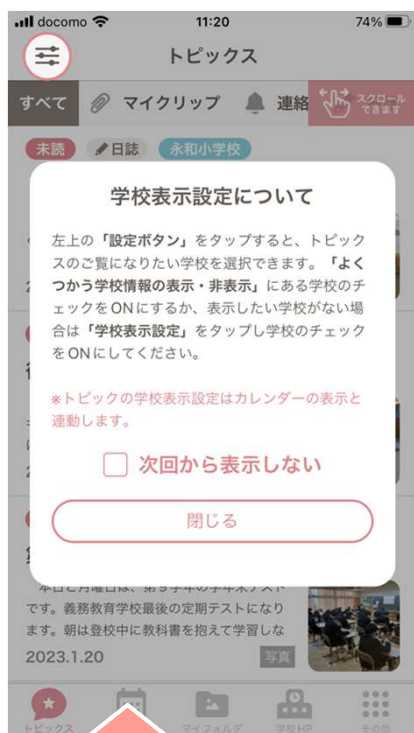 docomo 11:20 74%
トピックス
すべて マイクリップ 連絡 スクロール
できます
未読 日誌 永和小学校
学校表示設定について
左上の「設定ボタン」をタップすると、トピック
スのご覧になりたい学校を選択できます。「よく
つかう学校情報の表示・非表示」にある学校のチ
ェックをONにするか、表示したい学校がない場
合は「学校表示設定」をタップし学校のチェック
をONにしてください。
※トピックの学校表示設定はカレンダーの表示と
連動します。
次回から表示しない
閉じる
です。義務教育学校最後の定期テストになり
ます。朝は登校中に教科書を抱えて学習しな
2023.1.20 写真
トピックス マイフォルダ 学校HP その他